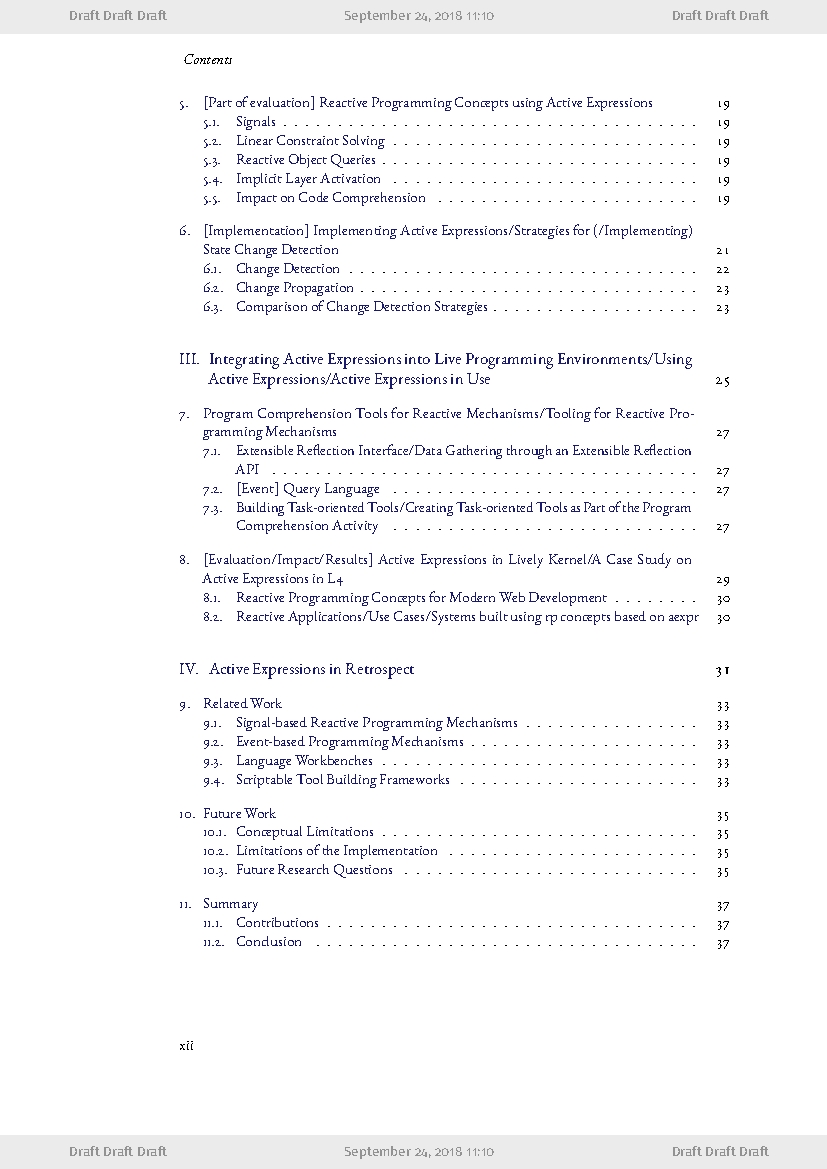 Draft Draft Draft September 24, 2018 11:10 Draft Draft Draft
Contents
5. [Part of evaluation] Reactive Programming Concepts using Active Expressions 19
5.1. Signals . . . . . . . . . . . . . . . . . . . . . . . . . . . . . . . . . . . . . . 19
5.2. Linear Constraint Solving . . . . . . . . . . . . . . . . . . . . . . . . . . . . 19
5.3. Reactive Object Queries . . . . . . . . . . . . . . . . . . . . . . . . . . . . . 19
5.4. Implicit Layer Activation . . . . . . . . . . . . . . . . . . . . . . . . . . . . 19
5.5. Impact on Code Comprehension . . . . . . . . . . . . . . . . . . . . . . . . 19
6. [Implementation] Implementing Active Expressions/Strategies for (/Implementing)
State Change Detection 21
6.1. Change Detection . . . . . . . . . . . . . . . . . . . . . . . . . . . . . . . . 22
6.2. Change Propagation . . . . . . . . . . . . . . . . . . . . . . . . . . . . . . . 23
6.3. Comparison of Change Detection Strategies . . . . . . . . . . . . . . . . . . . 23
III. Integrating Active Expressions into Live Programming Environments/Using
Active Expressions/Active Expressions in Use 25
7. Program Comprehension Tools for Reactive Mechanisms/Tooling for Reactive Pro-
gramming Mechanisms 27
7.1. Extensible Reflection Interface/Data Gathering through an Extensible Reflection
API . . . . . . . . . . . . . . . . . . . . . . . . . . . . . . . . . . . . . . . 27
7.2. [Event] Query Language . . . . . . . . . . . . . . . . . . . . . . . . . . . . 27
7.3. Building Task-oriented Tools/Creating Task-oriented Tools as Part of the Program
Comprehension Activity . . . . . . . . . . . . . . . . . . . . . . . . . . . . 27
8. [Evaluation/Impact/Results] Active Expressions in Lively Kernel/A Case Study on
Active Expressions in L4 29
8.1. Reactive Programming Concepts for Modern Web Development . . . . . . . . 30
8.2. Reactive Applications/Use Cases/Systems built using rp concepts based on aexpr 30
IV. Active Expressions in Retrospect 31
9. Related Work 33
9.1. Signal-based Reactive Programming Mechanisms . . . . . . . . . . . . . . . . 33
9.2. Event-based Programming Mechanisms . . . . . . . . . . . . . . . . . . . . . 33
9.3. Language Workbenches . . . . . . . . . . . . . . . . . . . . . . . . . . . . . 33
9.4. Scriptable Tool Building Frameworks . . . . . . . . . . . . . . . . . . . . . . 33
10. Future Work 35
10.1. Conceptual Limitations . . . . . . . . . . . . . . . . . . . . . . . . . . . . . 35
10.2. Limitations of the Implementation . . . . . . . . . . . . . . . . . . . . . . . 35
10.3. Future Research Questions . . . . . . . . . . . . . . . . . . . . . . . . . . . 35
11. Summary 37
11.1. Contributions . . . . . . . . . . . . . . . . . . . . . . . . . . . . . . . . . . 37
11.2. Conclusion . . . . . . . . . . . . . . . . . . . . . . . . . . . . . . . . . . . 37
xii
Draft Draft Draft September 24, 2018 11:10 Draft Draft Draft